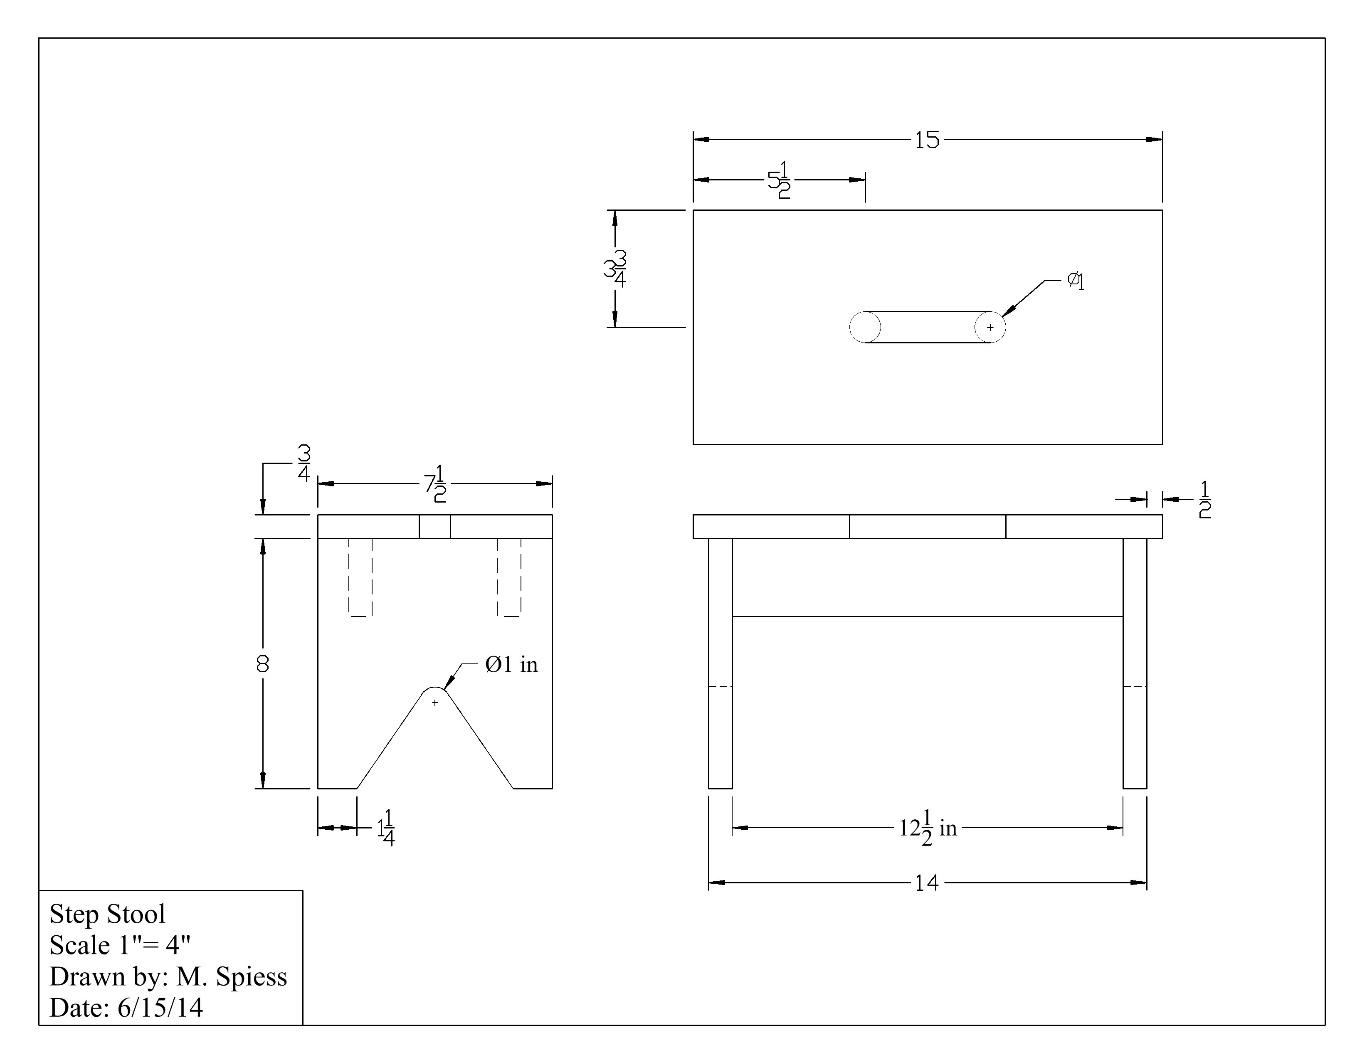 15
5 1/2
3 3/4
Ø1
3/4
7 1/2
1/2
8
Ø1 in
1 1/4
12 1/2 in
14
Step Stool
Scale 1"= 4"
Drawn by: M. Spiess
Date: 6/15/14